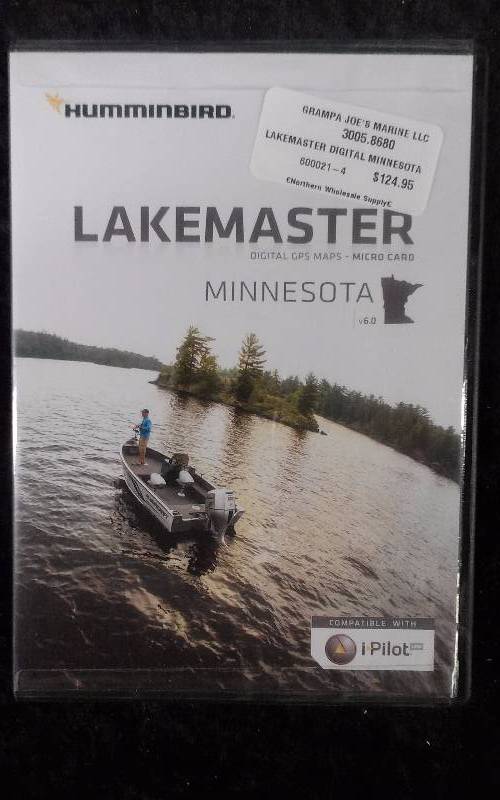 HUMMINBIRD.
GRAMPA JOE'S MARINE LLC
3005.8680
LAKEMASTER DIGITAL MINNESOTA
600021-4 $124.95
€Northern Wholesale Supply€
LAKEMASTER
DIGITAL GPS MAPS - MICRO CARD
MINNESOTA
v6.0
COMPATIBLE WITH
i-Pilot